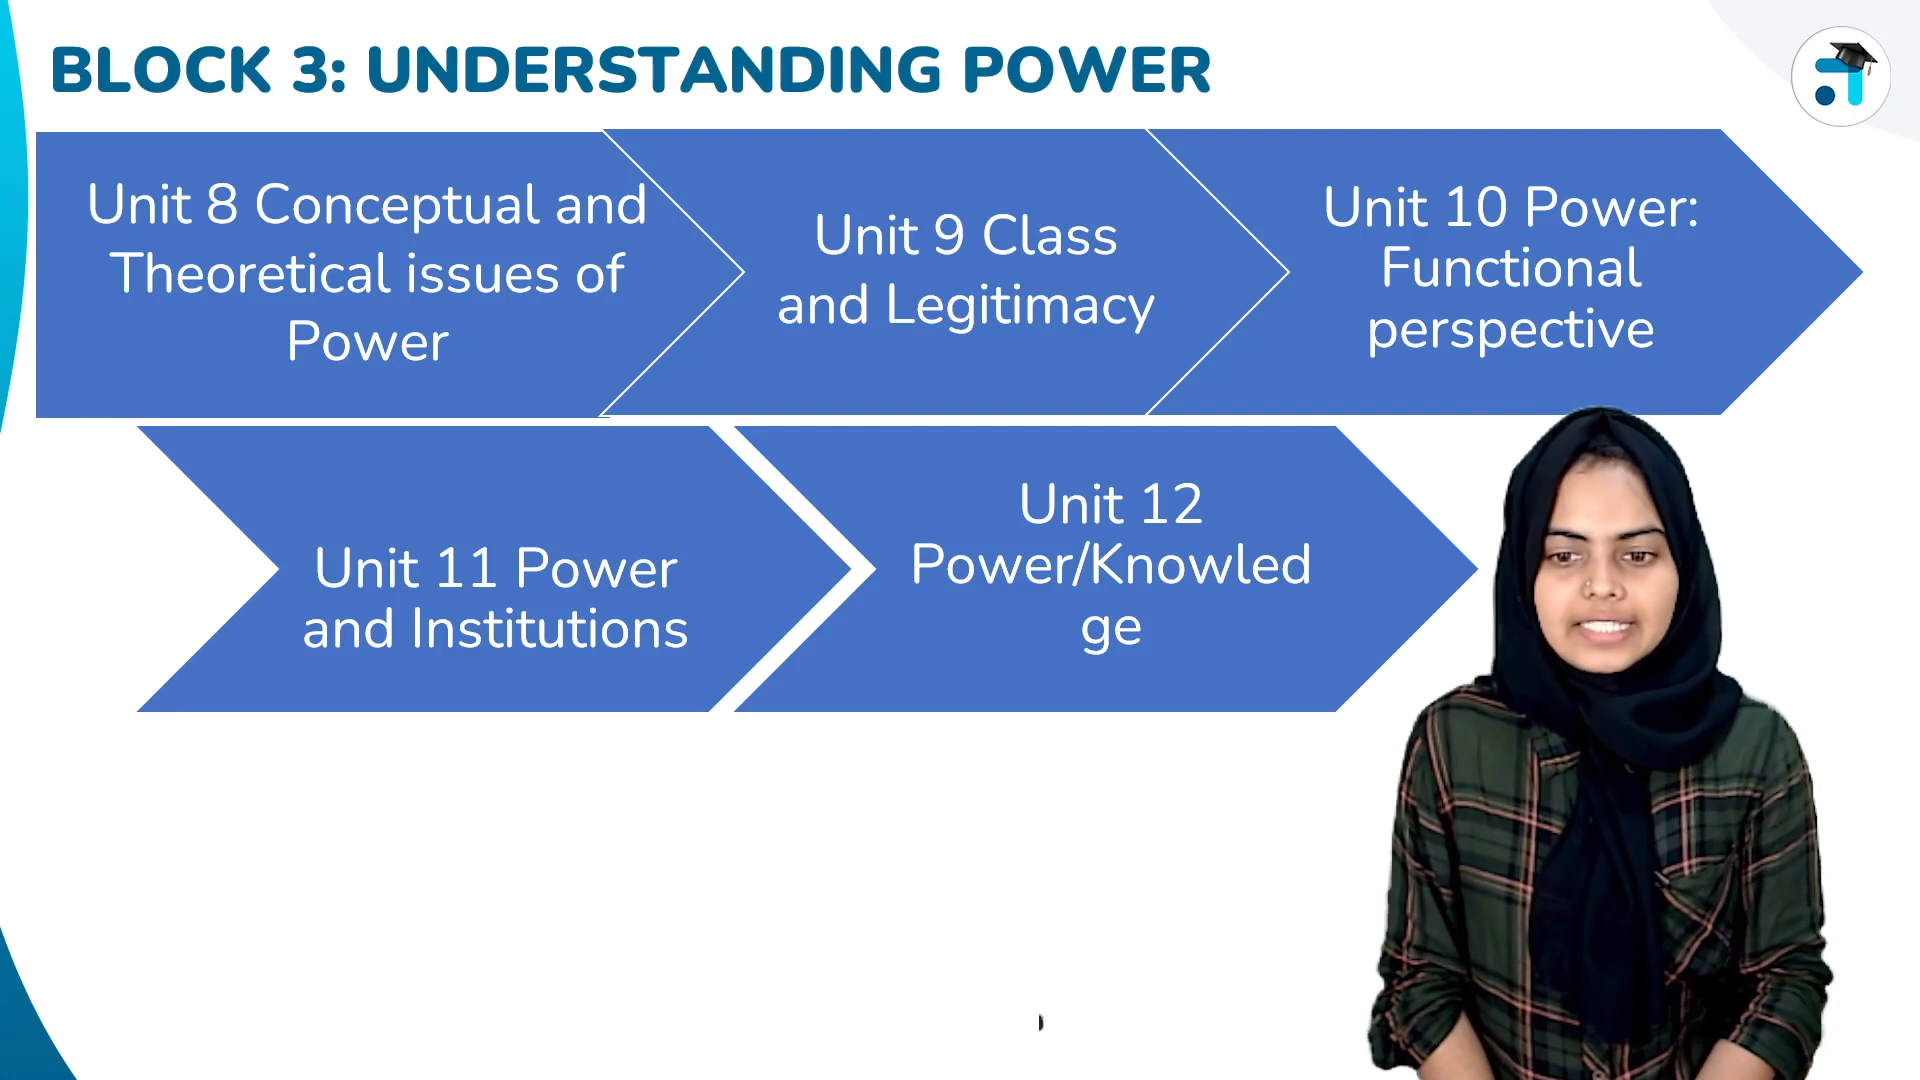 BLOCK 3: UNDERSTANDING POWER
Unit 8 Conceptual and
Theoretical issues of
Power
Unit 9 Class
and Legitimacy
Unit 10 Power:
Functional
perspective
Unit 11 Power
and Institutions
Unit 12
Power/Knowled
ge